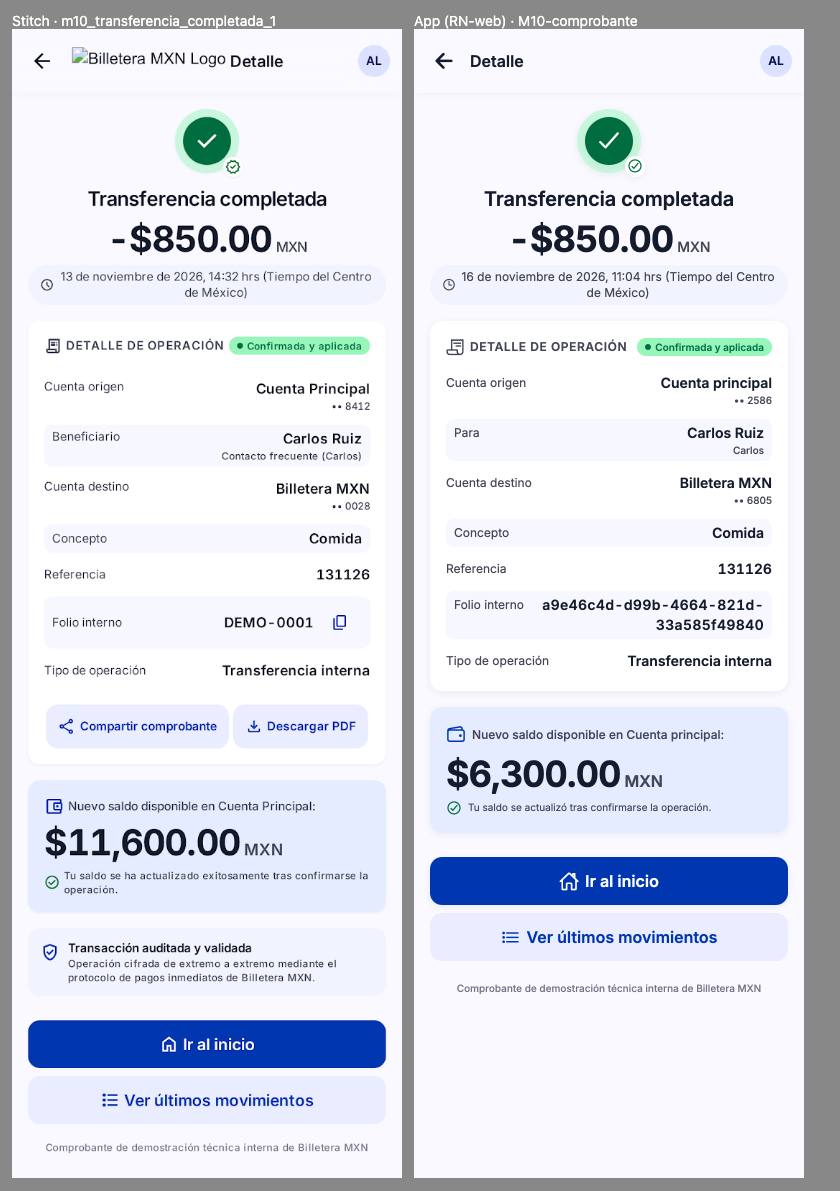 Stitch · m10_transferencia_completada_1
Billetera MXN Logo Detalle
AL
Transferencia completada
-$850.00 MXN
13 de noviembre de 2026, 14:32 hrs (Tiempo del Centro
de México)
DETALLE DE OPERACIÓN
Confirmada y aplicada
Cuenta origen
Cuenta Principal
•• 8412
Beneficiario
Carlos Ruiz
Contacto frecuente (Carlos)
Cuenta destino
Billetera MXN
•• 0028
Concepto
Comida
Referencia
131126
Folio interno
DEMO-0001
Tipo de operación
Transferencia interna
Compartir comprobante
Descargar PDF
Nuevo saldo disponible en Cuenta Principal:
$11,600.00 MXN
Tu saldo se ha actualizado exitosamente tras confirmarse la
operación.
Transacción auditada y validada
Operación cifrada de extremo a extremo mediante el
protocolo de pagos inmediatos de Billetera MXN.
Ir al inicio
Ver últimos movimientos
Comprobante de demostración técnica interna de Billetera MXN
App (RN-web) · M10-comprobante
Detalle
AL
Transferencia completada
-$850.00 MXN
16 de noviembre de 2026, 11:04 hrs (Tiempo del Centro
de México)
DETALLE DE OPERACIÓN
Confirmada y aplicada
Cuenta origen
Cuenta principal
•• 2586
Para
Carlos Ruiz
Carlos
Cuenta destino
Billetera MXN
•• 6805
Concepto
Comida
Referencia
131126
Folio interno
a9e46c4d-d99b-4664-821d-
33a585f49840
Tipo de operación
Transferencia interna
Nuevo saldo disponible en Cuenta principal:
$6,300.00 MXN
Tu saldo se actualizó tras confirmarse la operación.
Ir al inicio
Ver últimos movimientos
Comprobante de demostración técnica interna de Billetera MXN